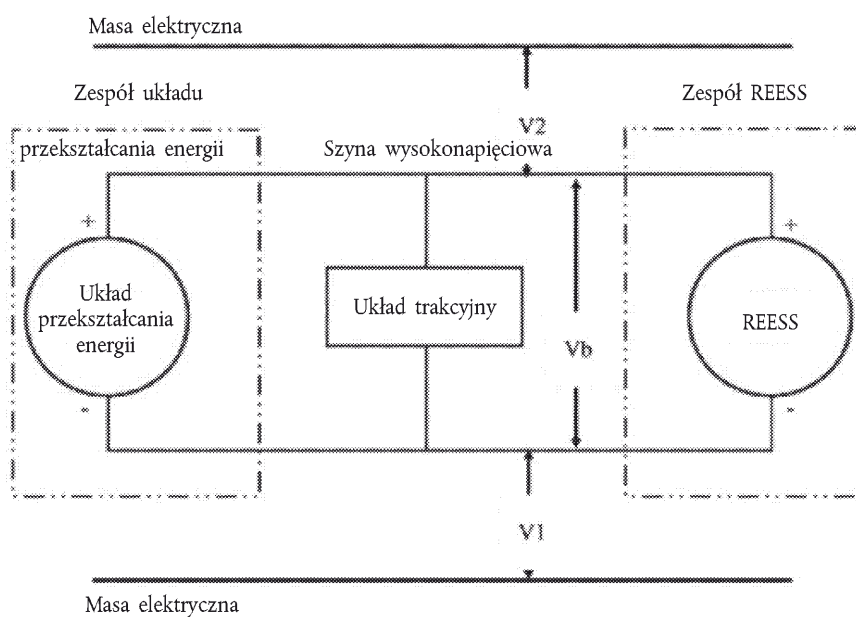 Masa elektryczna
Zespół układu
Zespół REESS
V2
przekształcania energii
Szyna wysokonapięciowa
+
+
Układ
przekształcania
energii
Układ trakcyjny
REESS
Vb
-
-
V1
Masa elektryczna